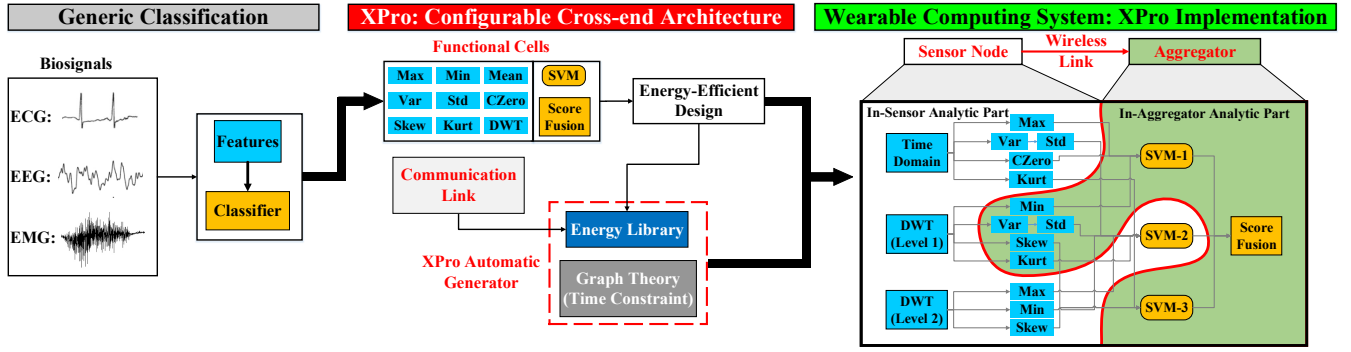 Generic Classification
XPro: Configurable Cross-end Architecture
Wearable Computing System: XPro Implementation
Biosignals
ECG:
EEG:
EMG:
Features
Classifier
Functional Cells
Max Min Mean
Var Std CZero
Skew Kurt DWT
SVM
Score
Fusion
Energy-Efficient
Design
Communication
Link
Energy Library
XPro Automatic
Generator
Graph Theory
(Time Constraint)
Sensor Node
Wireless
Link
Aggregator
In-Sensor Analytic Part
In-Aggregator Analytic Part
Time
Domain
Max
Var Std
CZero
Kurt
SVM-1
DWT
(Level 1)
Min
Var Std
Skew
Kurt
SVM-2
Score
Fusion
DWT
(Level 2)
Max
Min
Skew
SVM-3